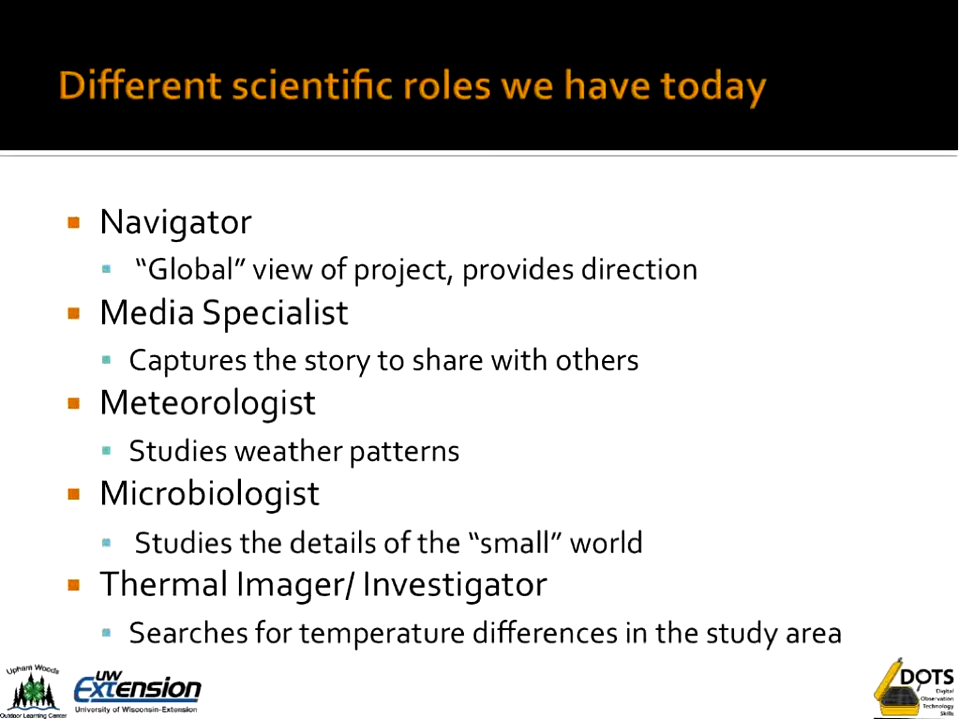 Different scientific roles we have today
Navigator
“Global” view of project, provides direction
Media Specialist
Captures the story to share with others
Meteorologist
Studies weather patterns
Microbiologist
Studies the details of the “small” world
Thermal Imager/ Investigator
Searches for temperature differences in the study area
Upham Woods
Outdoor Learning Center
UW
Extension
University of Wisconsin-Extension
DOTS
Digital
Observation
Technology
Skills